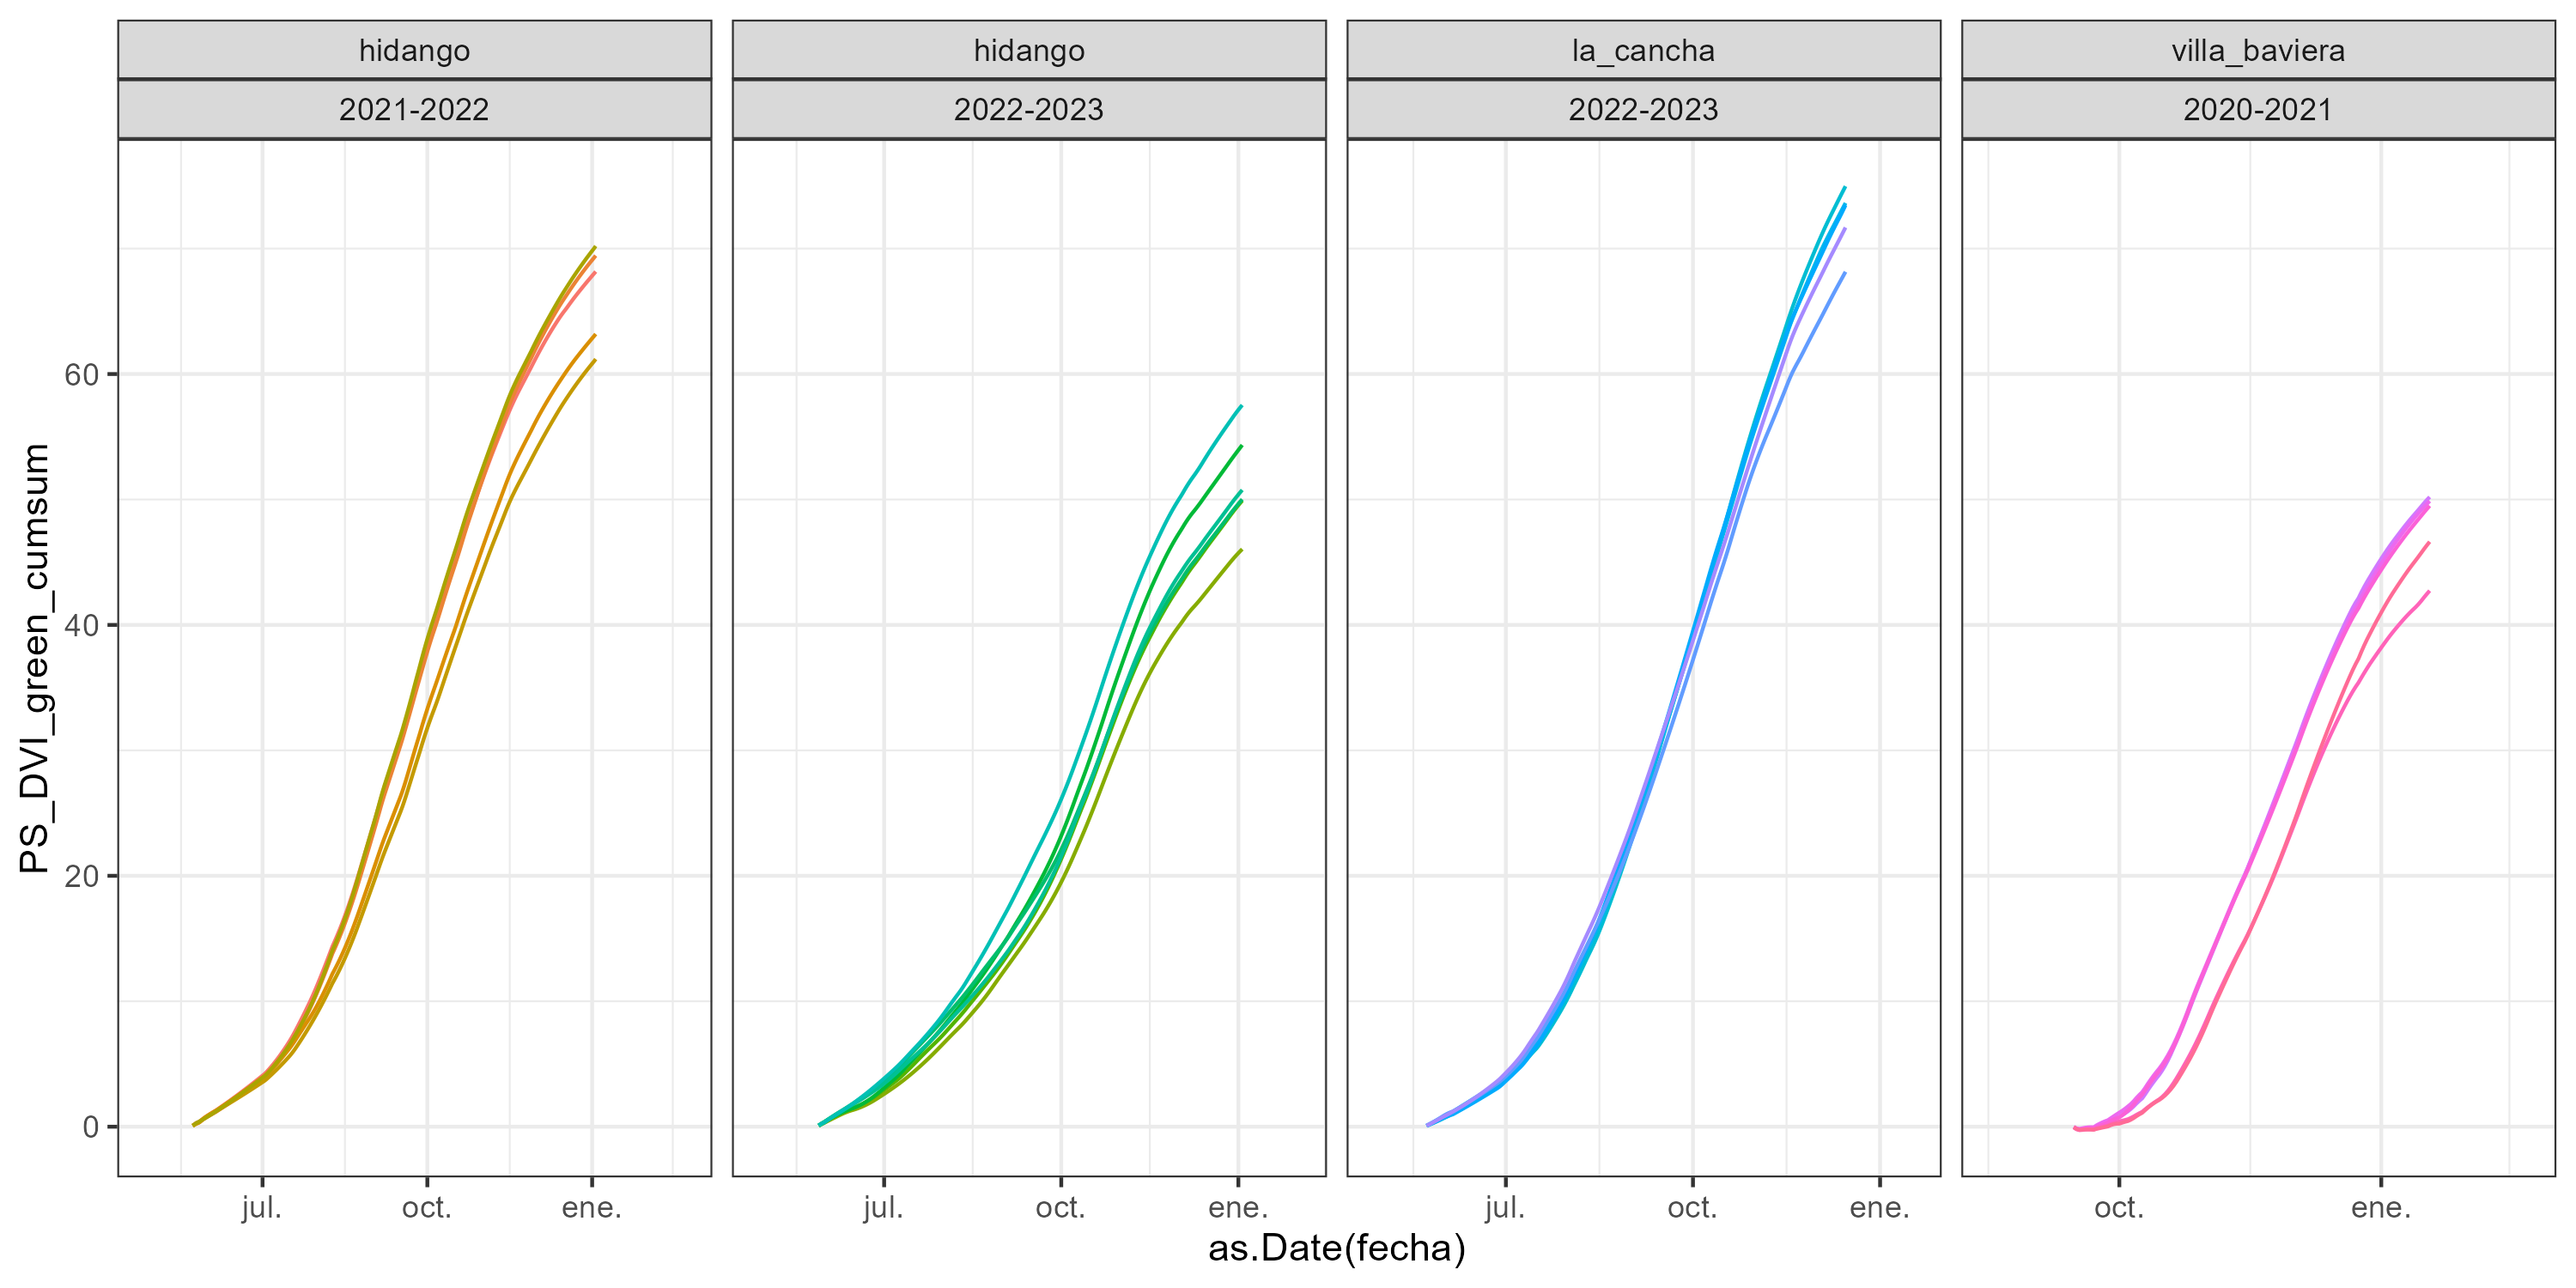 hidango hidango la_cancha villa_baviera
2021-2022 2022-2023 2022-2023 2020-2021
PS_DVI_green_cumsum
60
40
20
0
jul. oct. ene. jul. oct. ene. jul. oct. ene. oct. ene.
as.Date(fecha)